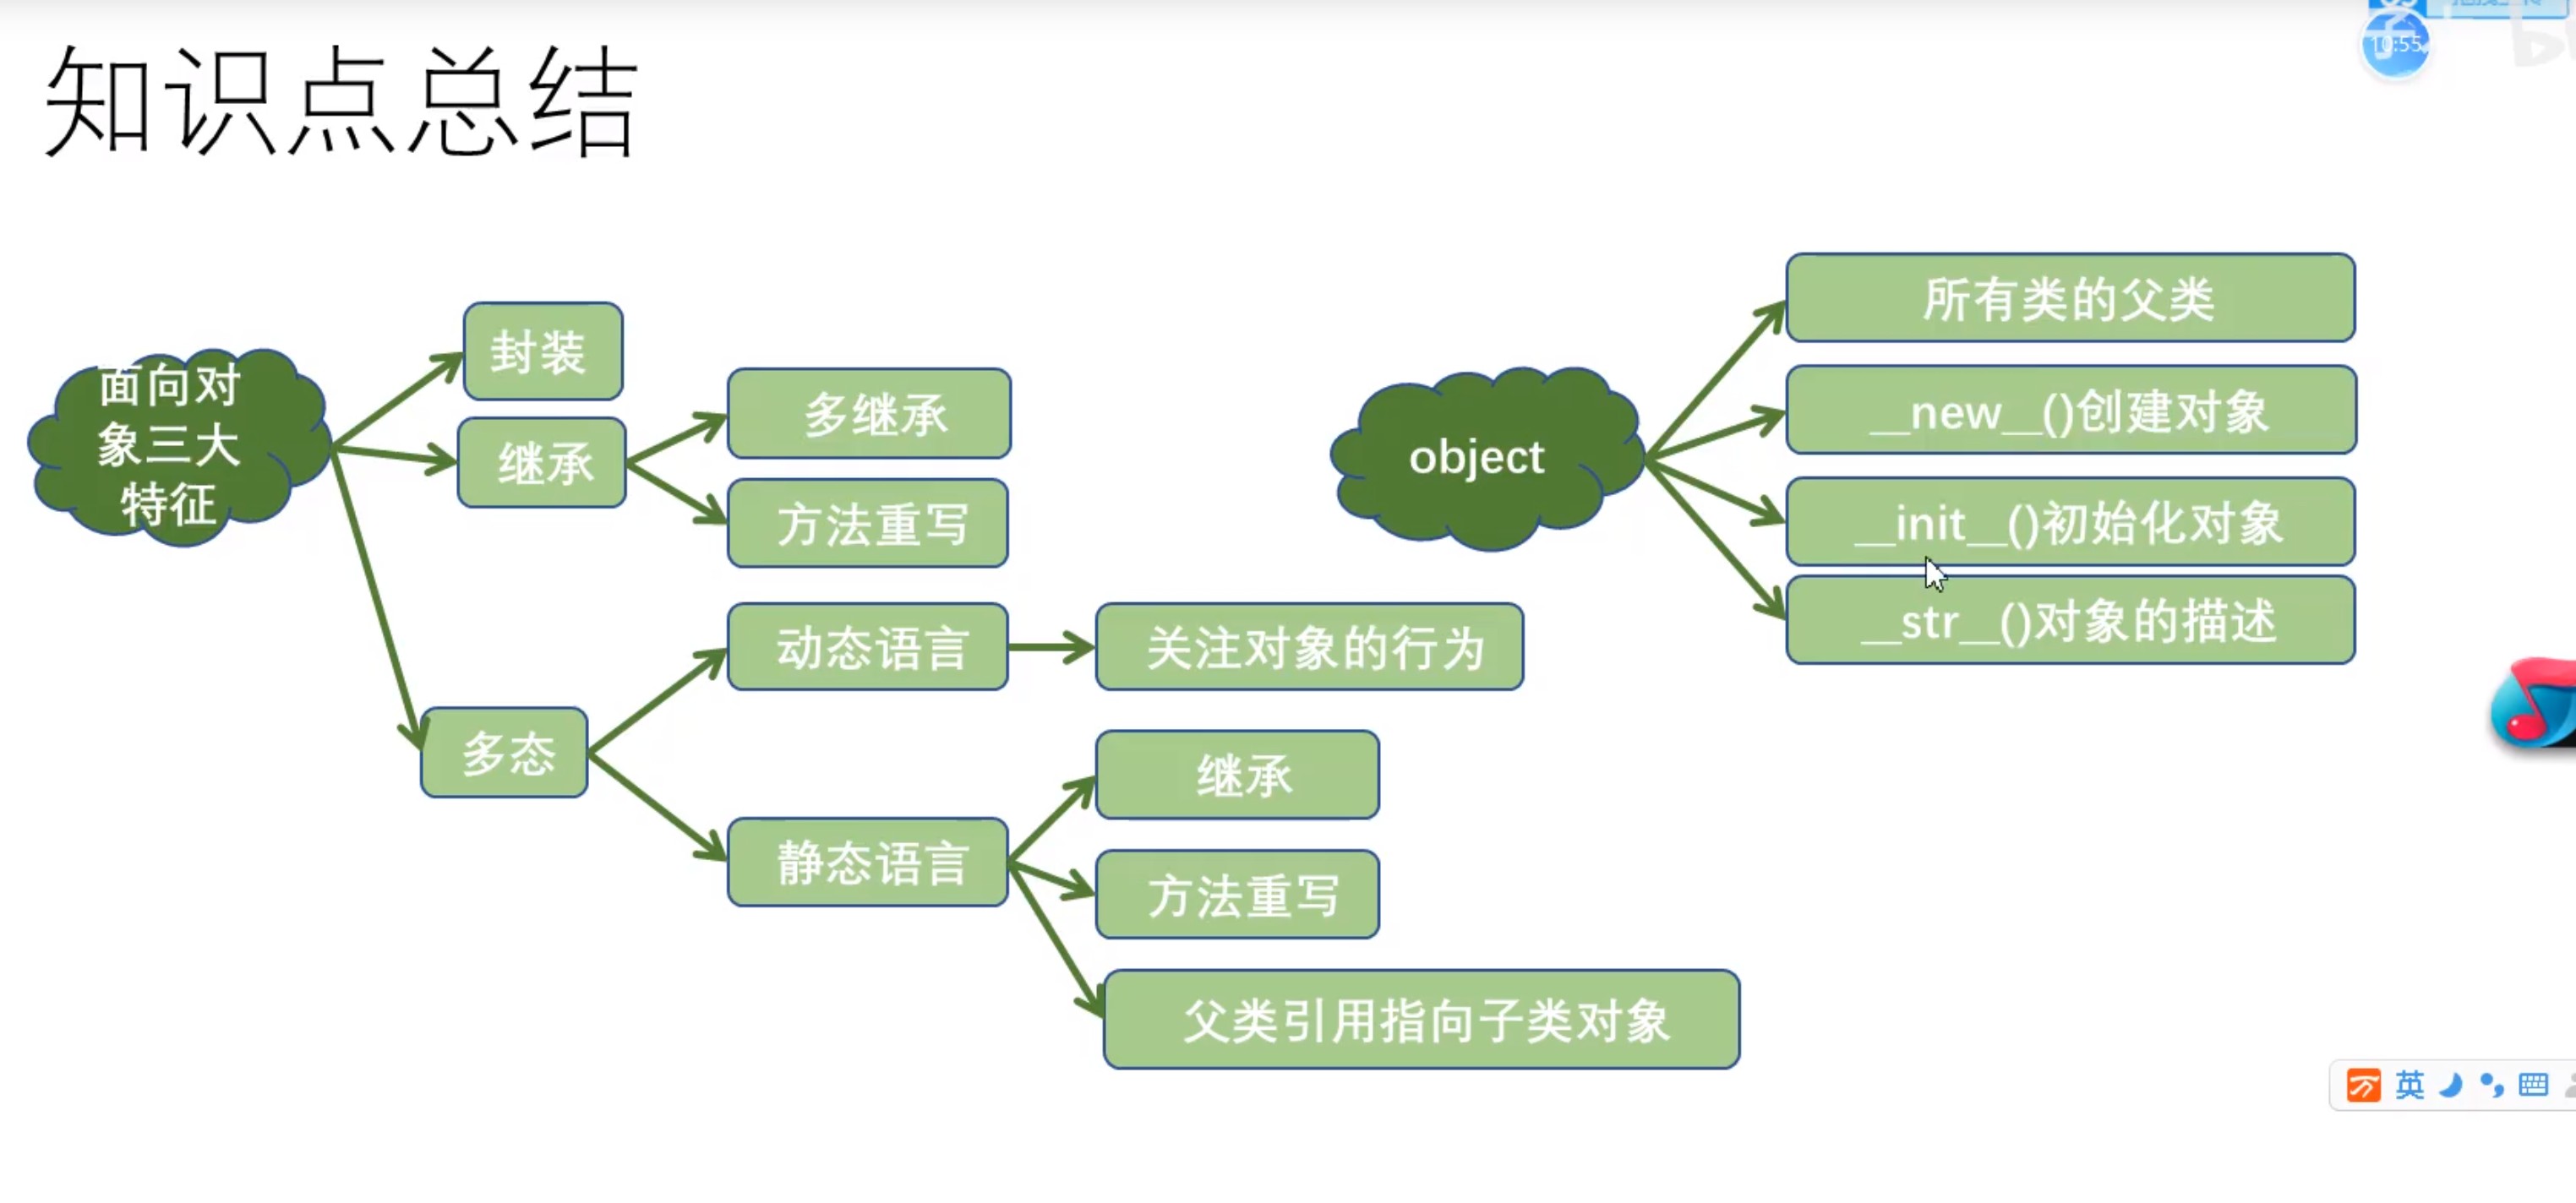 知识点总结
面向对
象三大
特征
封装
继承
多继承
方法重写
多态
动态语言
关注对象的行为
静态语言
继承
方法重写
父类引用指向子类对象
object
所有类的父类
__new__()创建对象
__init__()初始化对象
__str__()对象的描述
10:55
英